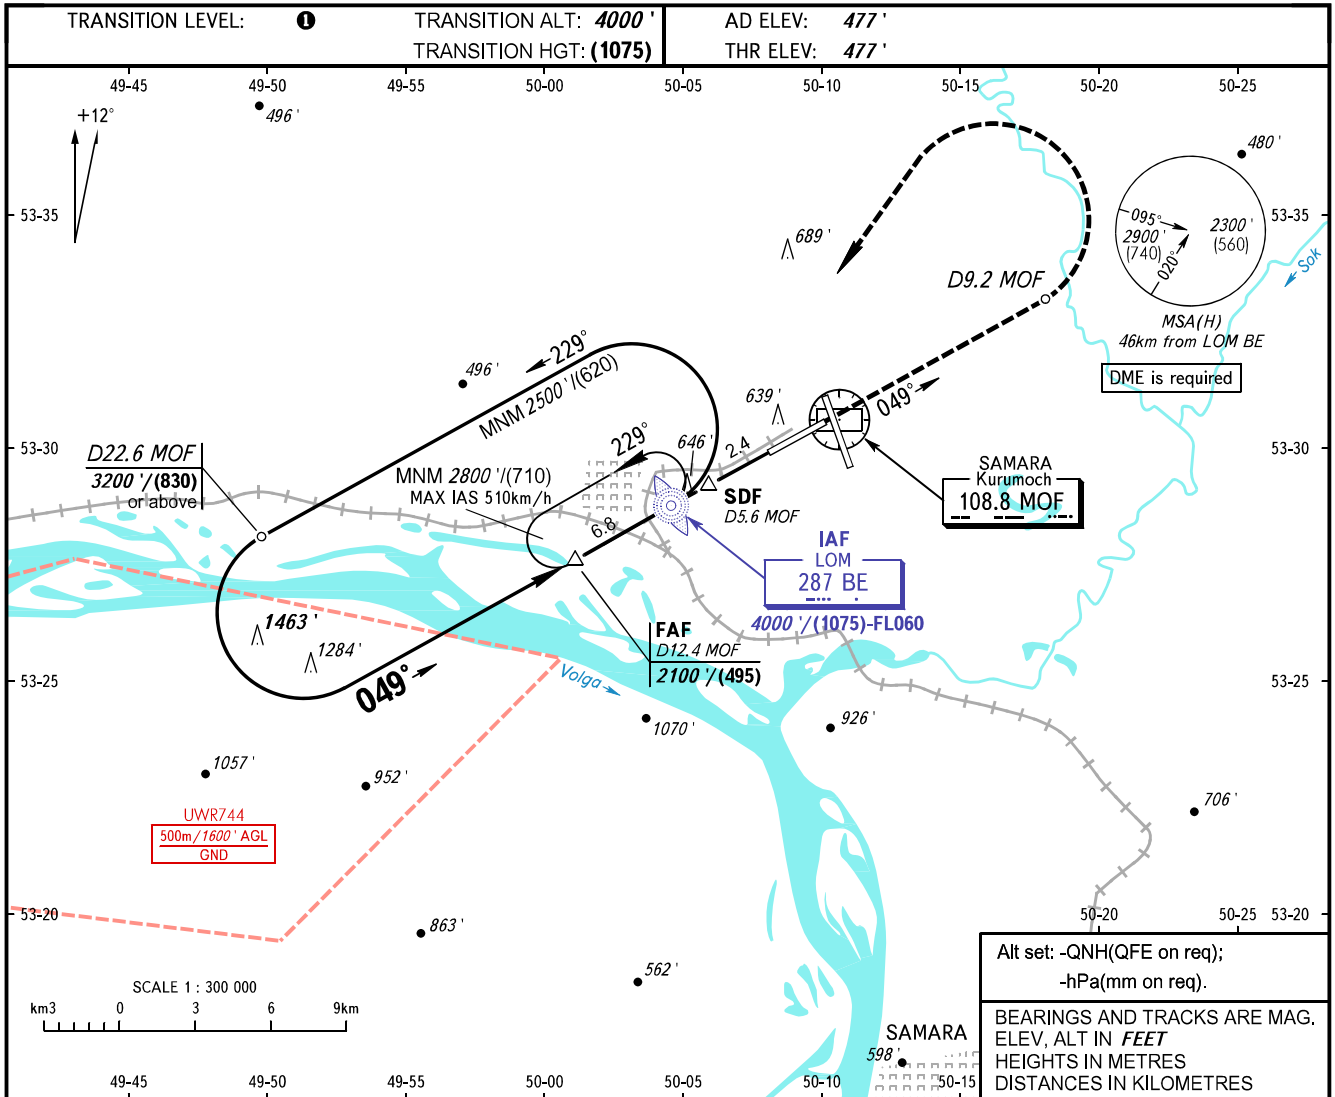 TRANSITION LEVEL: 1 TRANSITION ALT: 4000 '
TRANSITION HGT: (1075)
AD ELEV: 477 '
THR ELEV: 477 '
49-45 49-50 49-55 50-00 50-05 50-10 50-15 50-20 50-25
+12°
496 '
480 '
53-35
53-35
689 '
095°
2900 '
(740)
020°
2300 '
(560)
Sok
D9.2 MOF
MSA(H)
46km from LOM BE
DME is required
229°
MNM 2500 '/(620)
496 '
639 '
049°
53-30
53-30
D22.6 MOF
3200 '/(830)
or above
229°
646 '
2.4
MNM 2800 '/(710)
MAX IAS 510km/h
SAMARA
Kurumoch
108.8 MOF
SDF
D5.6 MOF
6.8
IAF
LOM
287 BE
4000 '/(1075)-FL060
1463 '
1284 '
FAF
D12.4 MOF
2100 '/(495)
049°
Volga
53-25
53-25
1070 '
926 '
1057 '
952 '
706 '
UWR744
500m/1600 ' AGL
GND
53-20
863 '
50-20 50-25 53-20
562 '
SCALE 1 : 300 000
km3 0 3 6 9km
SAMARA
598 '
49-45 49-50 49-55 50-00 50-05 50-10 50-15
Alt set: -QNH(QFE on req);
-hPa(mm on req).
BEARINGS AND TRACKS ARE MAG.
ELEV, ALT IN FEET
HEIGHTS IN METRES
DISTANCES IN KILOMETRES